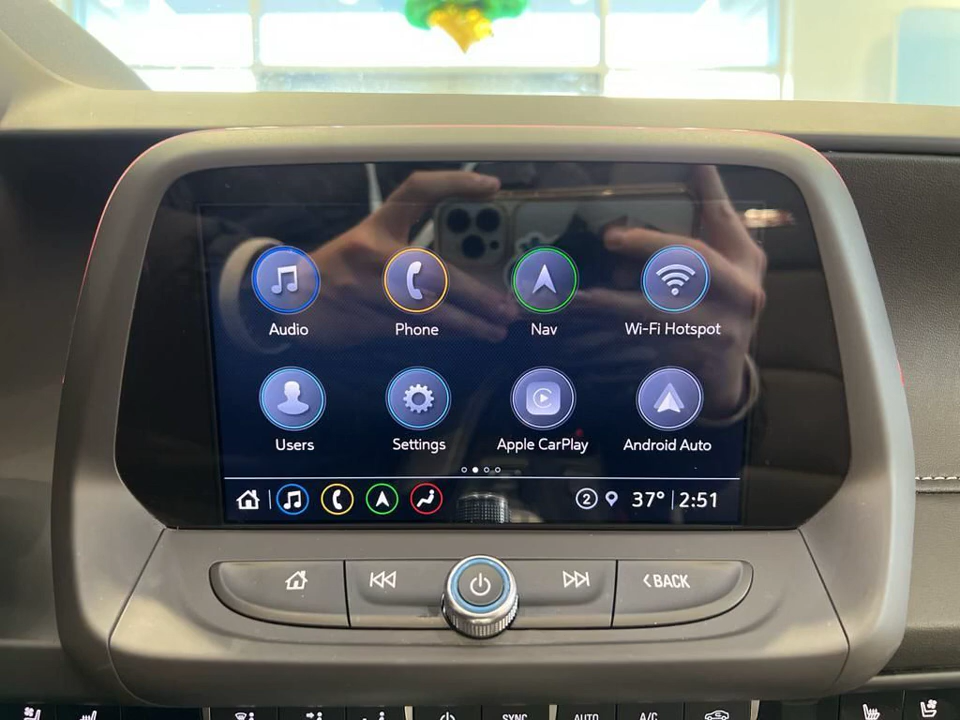 Audio Phone Nav Wi-Fi Hotspot
Users Settings Apple CarPlay Android Auto
2 37° 2:51
<BACK
SYNC AUTO A/C